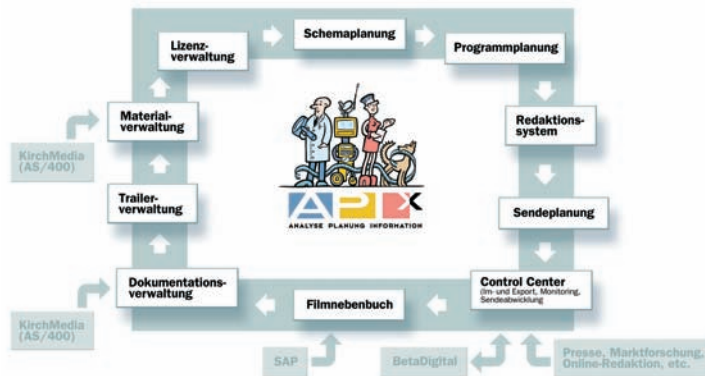 Lizenz-
verwaltung
Schemaplanung
Programmplanung
Material-
verwaltung
Redaktions-
system
KirchMedia
(AS/400)
Trailer-
verwaltung
Sendeplanung
APIX
ANALYSE PLANUNG INFORMATION
Dokumentations-
verwaltung
Filmnebenbuch
Control Center
(Im- und Export, Monitoring,
Sendeabwicklung
KirchMedia
(AS/400)
SAP
BetaDigital
Presse, Marktforschung,
Online-Redaktion, etc.